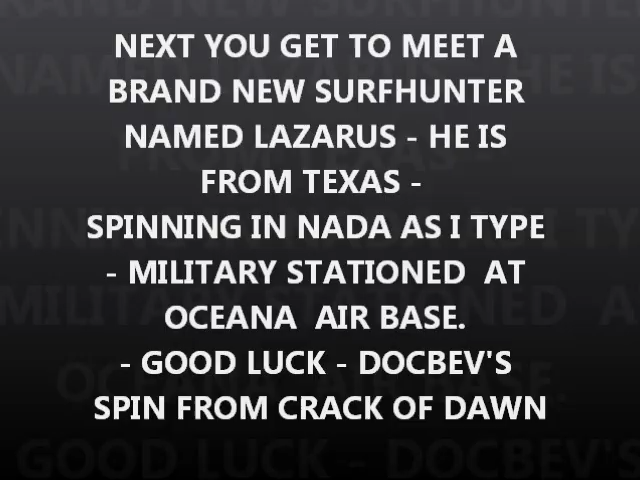 NEXT YOU GET TO MEET A
BRAND NEW SURFHUNTER
NAMED LAZARUS - HE IS
FROM TEXAS -
SPINNING IN NADA AS I TYPE
- MILITARY STATIONED  AT
OCEANA  AIR BASE.
- GOOD LUCK - DOCBEV'S
SPIN FROM CRACK OF DAWN